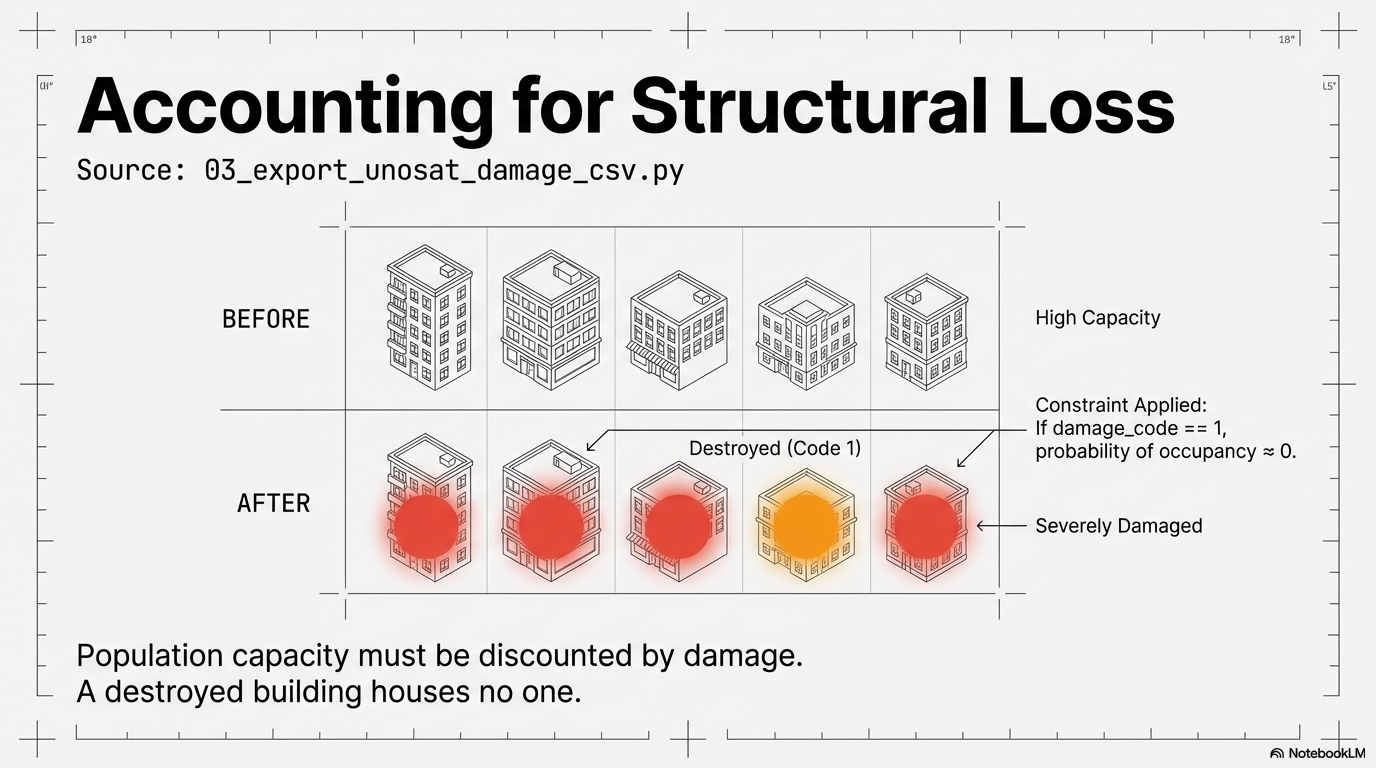 18°
18°
Accounting for Structural Loss
Source: 03_export_unosat_damage_csv.py
BEFORE
High Capacity
Constraint Applied:
If damage_code == 1,
probability of occupancy ≈ 0.
Destroyed (Code 1)
AFTER
Severely Damaged
Population capacity must be discounted by damage.
A destroyed building houses no one.
NotebookLM